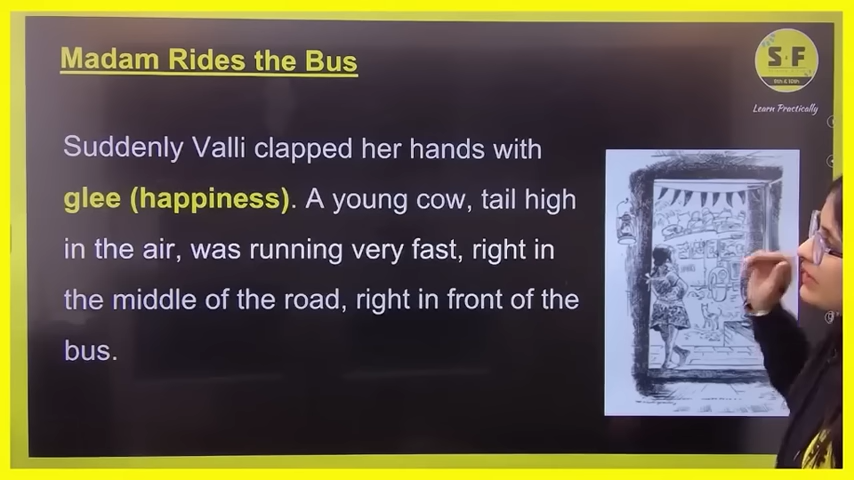 Madam Rides the Bus
S F
9th & 10th
Learn Practically
Suddenly Valli clapped her hands with
glee (happiness). A young cow, tail high
in the air, was running very fast, right in
the middle of the road, right in front of the
bus.